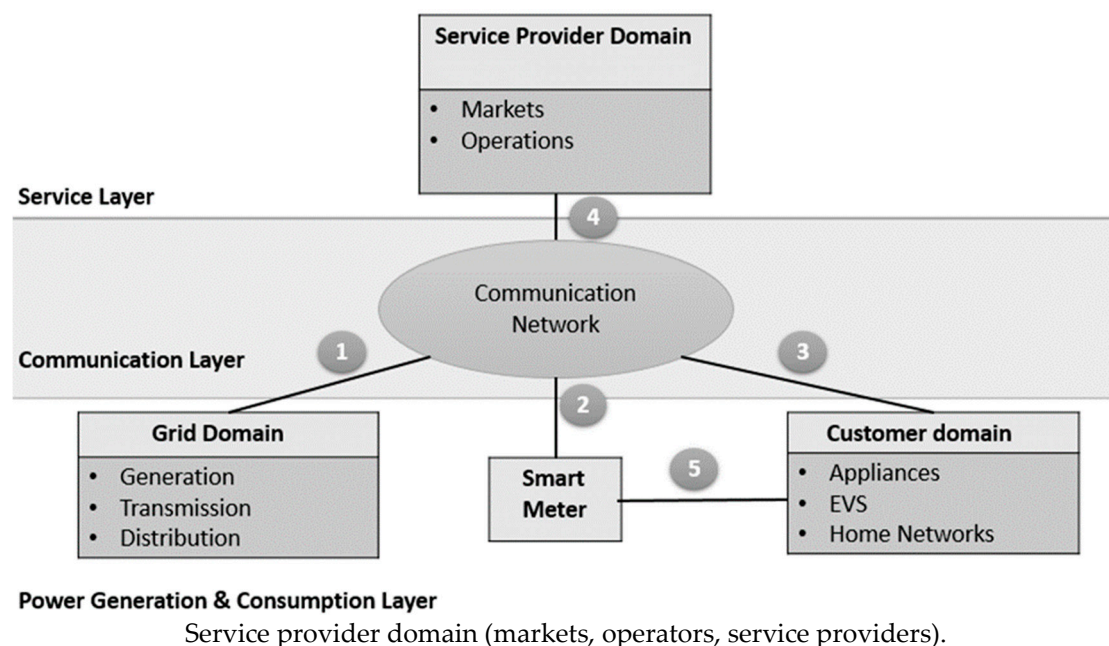 Service Provider Domain
• Markets
• Operations
Service Layer
4
Communication
Network
1
3
Communication Layer
2
Grid Domain
• Generation
• Transmission
• Distribution
Smart
Meter
5
Customer domain
• Appliances
• EVS
• Home Networks
Power Generation & Consumption Layer
Service provider domain (markets, operators, service providers).